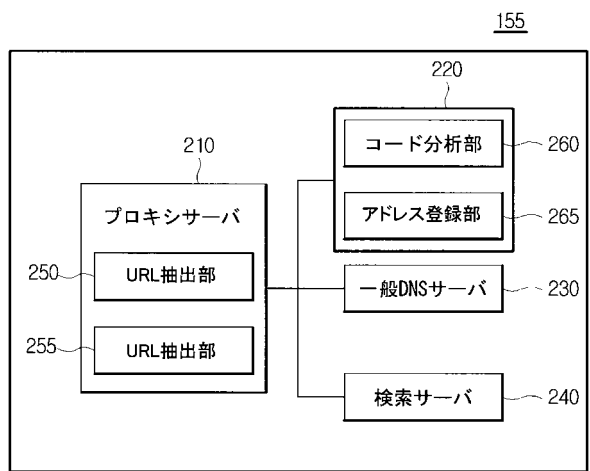 155
220
210
コード分析部
260
プロキシサーバ
アドレス登録部
265
250
URL抽出部
一般DNSサーバ
230
255
URL抽出部
検索サーバ
240